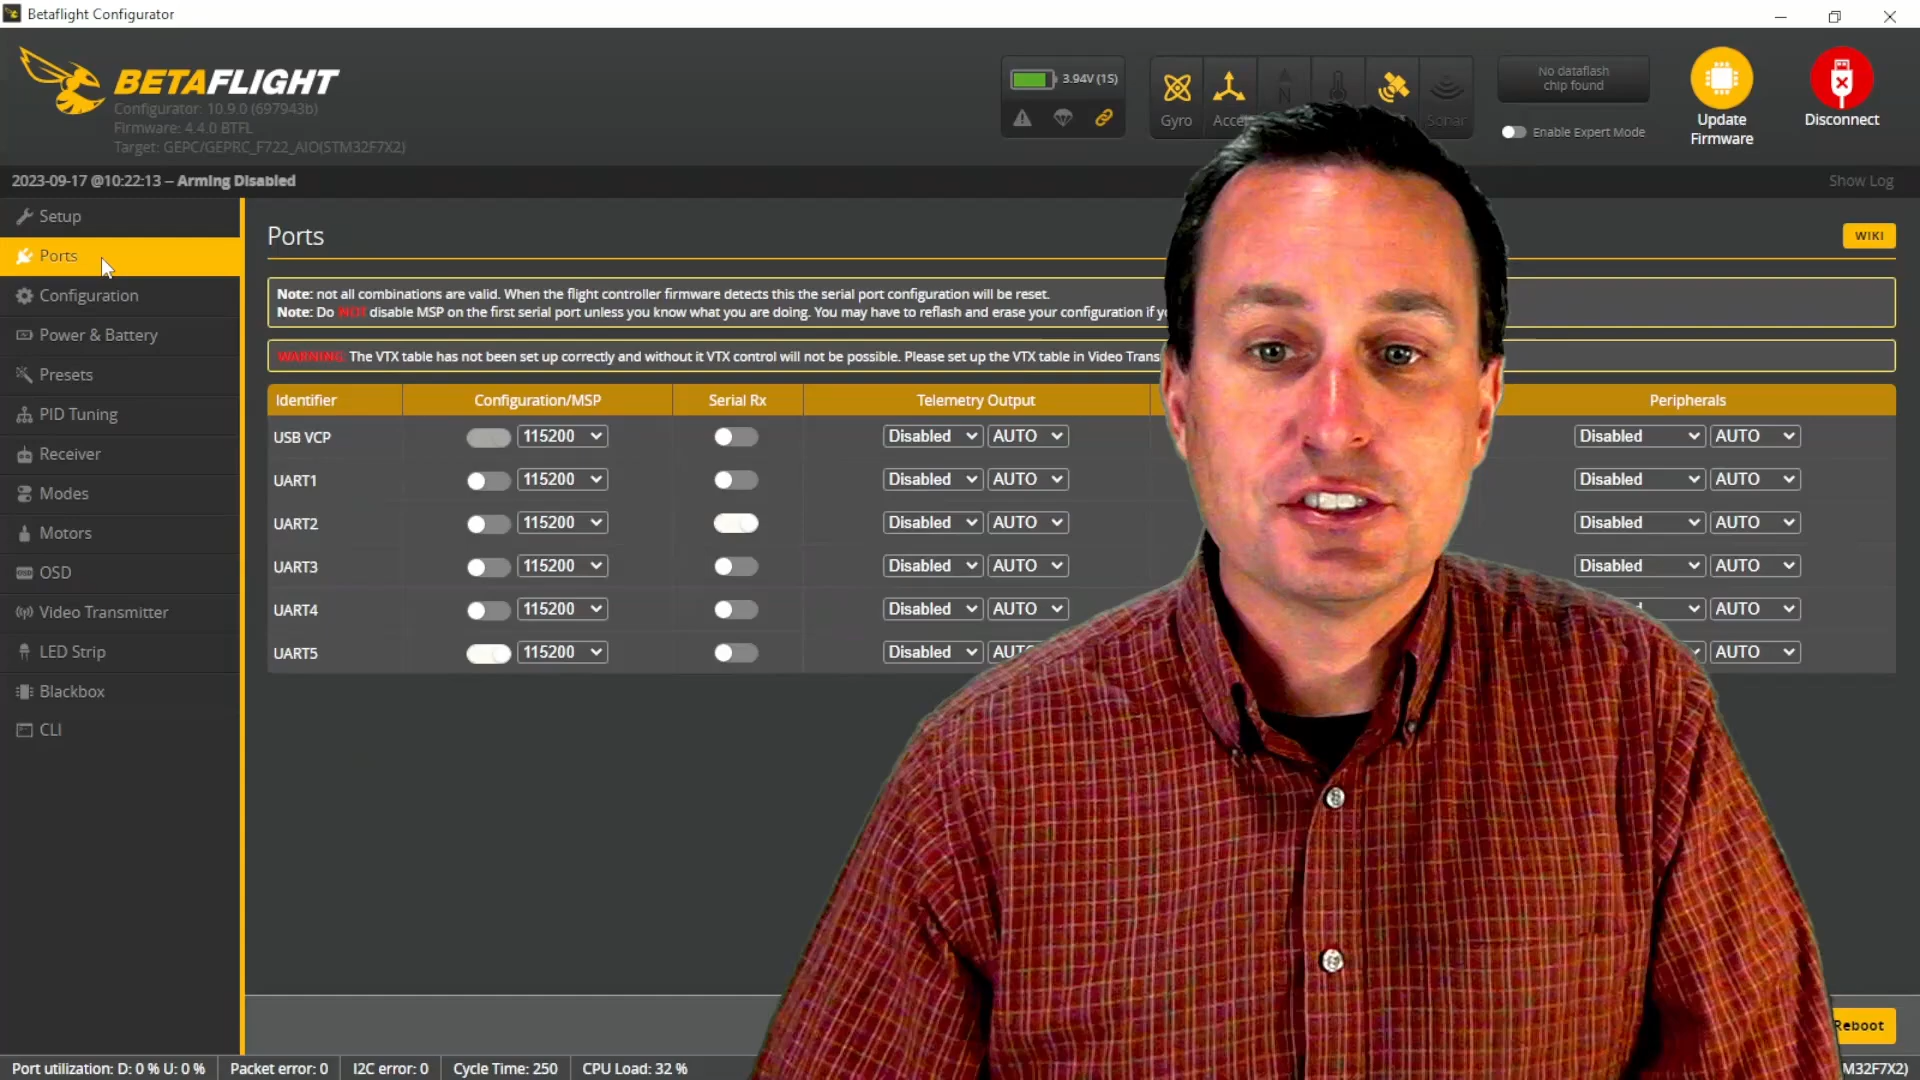 Betaflight Configurator
BETAFLIGHT
Configurator: 10.9.0 (697943b)
Firmware: 4.4.0 BTFL
Target: GEPC/GEPRC_F722_AIO(STM32F7X2)
3.94V (1S)
Gyro
Acce
Sonar
No dataflash
chip found
Enable Expert Mode
Update
Firmware
Disconnect
2023-09-17 @10:22:13 -- Arming Disabled
Show Log
Setup
Ports
Configuration
Power & Battery
Presets
PID Tuning
Receiver
Modes
Motors
OSD
Video Transmitter
LED Strip
Blackbox
CLI
Ports
WIKI
Note: not all combinations are valid. When the flight controller firmware detects this the serial port configuration will be reset.
Note: Do NOT disable MSP on the first serial port unless you know what you are doing. You may have to reflash and erase your configuration if
WARNING: The VTX table has not been set up correctly and without it VTX control will not be possible. Please set up the VTX table in Video Trans
Identifier Configuration/MSP Serial Rx Telemetry Output Peripherals
USB VCP 115200 Disabled AUTO Disabled AUTO
UART1 115200 Disabled AUTO Disabled AUTO
UART2 115200 Disabled AUTO Disabled AUTO
UART3 115200 Disabled AUTO Disabled AUTO
UART4 115200 Disabled AUTO AUTO
UART5 115200 Disabled AUTO AUTO
Reboot
Port utilization: D: 0 % U: 0 % Packet error: 0 I2C error: 0 Cycle Time: 250 CPU Load: 32 % M32F7X2)